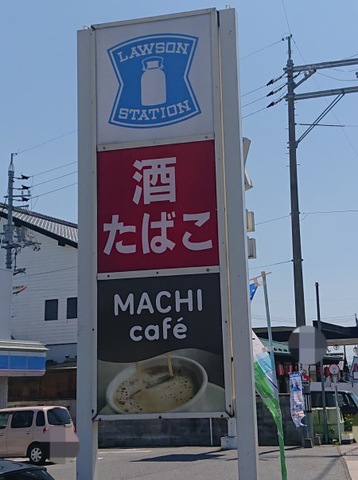 LAWSON
STATION
酒
たばこ
MACHI
café